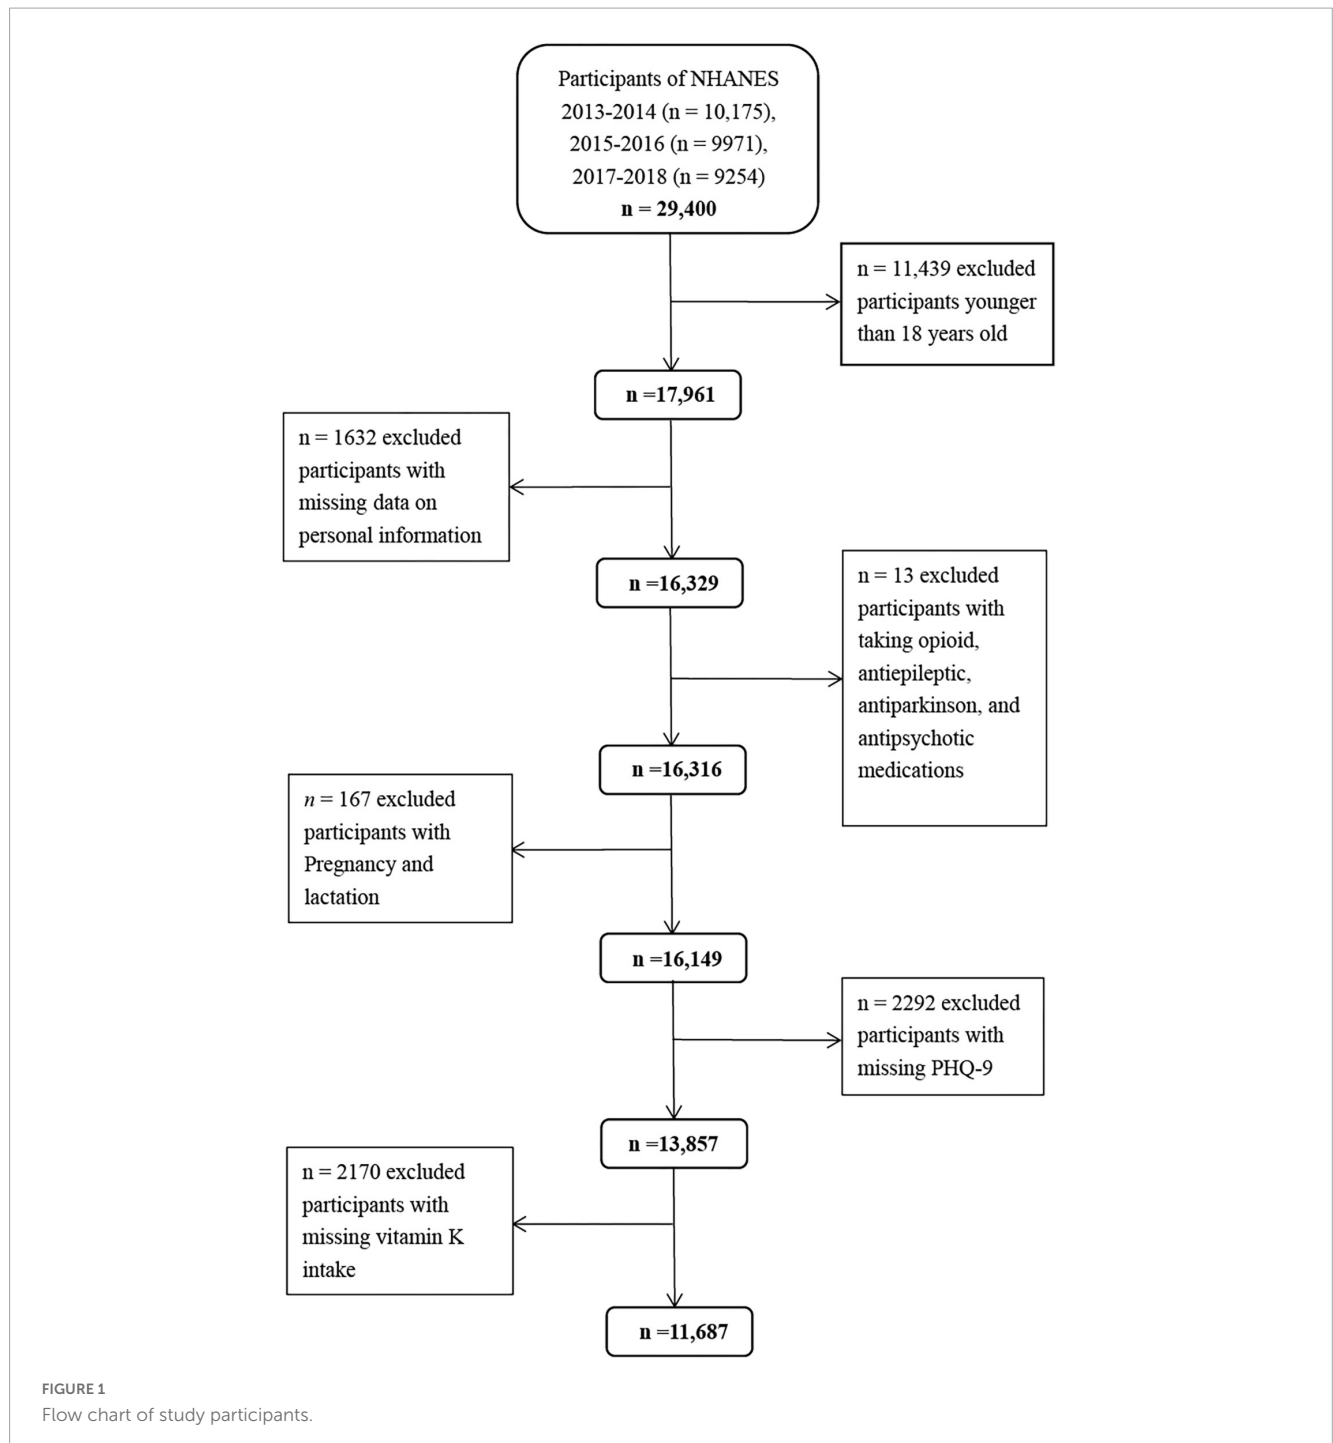 Participants of NHANES
2013-2014 (n = 10,175),
2015-2016 (n = 9971),
2017-2018 (n = 9254)
n = 29,400
n = 11,439 excluded
participants younger
than 18 years old
n =17,961
n = 1632 excluded
participants with
missing data on
personal information
n =16,329
n = 13 excluded
participants with
taking opioid,
antiepileptic,
antiparkinson, and
antipsychotic
medications
n =16,316
n = 167 excluded
participants with
Pregnancy and
lactation
n =16,149
n = 2292 excluded
participants with
missing PHQ-9
n =13,857
n = 2170 excluded
participants with
missing vitamin K
intake
n =11,687
FIGURE 1
Flow chart of study participants.